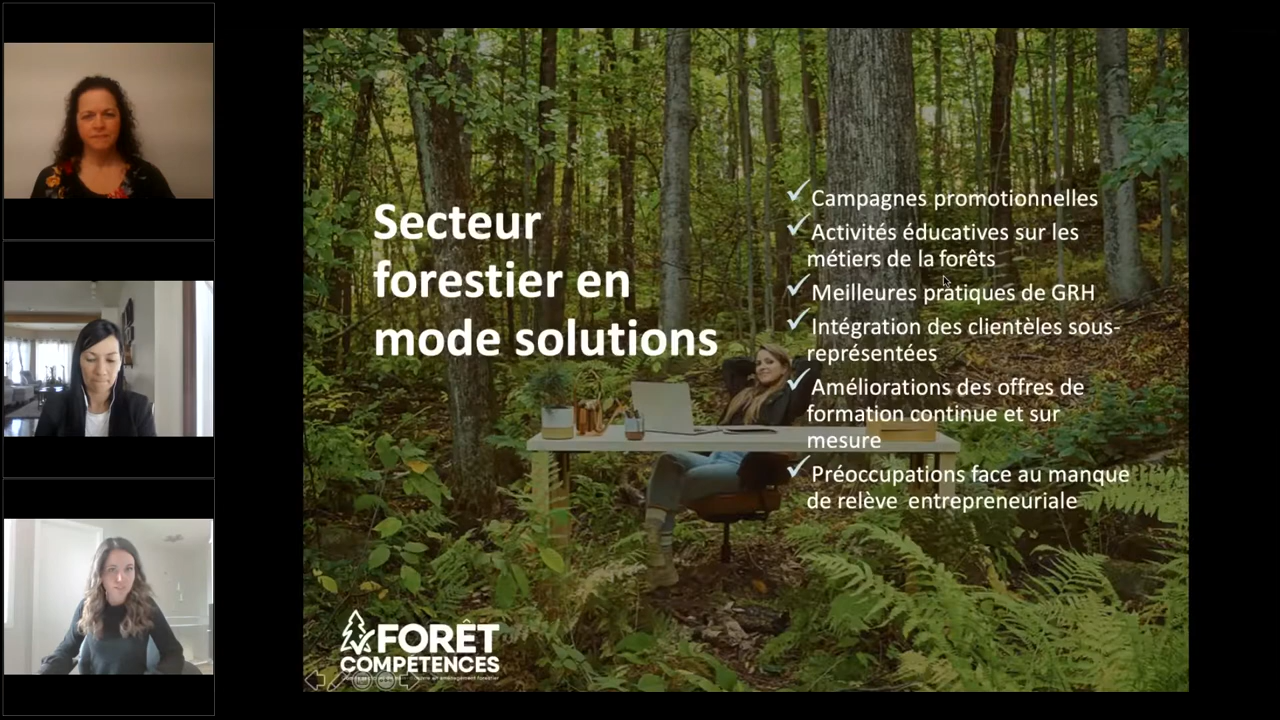 Secteur
forestier en
mode solutions
Campagnes promotionnelles
Activités éducatives sur les
métiers de la forêts
Meilleures pratiques de GRH
Intégration des clientèles sous-
représentées
Améliorations des offres de
formation continue et sur
mesure
Préoccupations face au manque
de relève entrepreneuriale
FORÊT
COMPÉTENCES